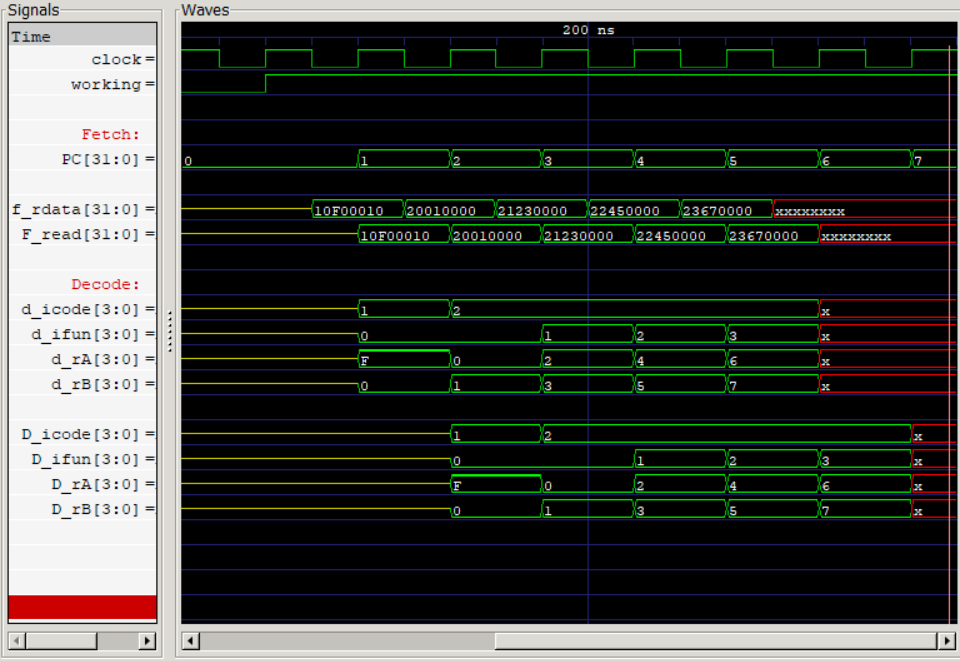 Signals Waves
Time 200 ns
clock=
working=
Fetch:
PC[31:0] = 0 1 2 3 4 5 6 7
f_rdata[31:0] = 10F00010 20010000 21230000 22450000 23670000 xxxxxxxx
F_read[31:0] = 10F00010 20010000 21230000 22450000 23670000 xxxxxxxx
Decode:
d_icode[3:0] = 1 2 x
d_ifun[3:0] = 0 1 2 3 x
d_rA[3:0] = F 0 2 4 6 x
d_rB[3:0] = 0 1 3 5 7 x
D_icode[3:0] = 1 2 x
D_ifun[3:0] = 0 1 2 3 x
D_rA[3:0] = F 0 2 4 6 x
D_rB[3:0] = 0 1 3 5 7 x